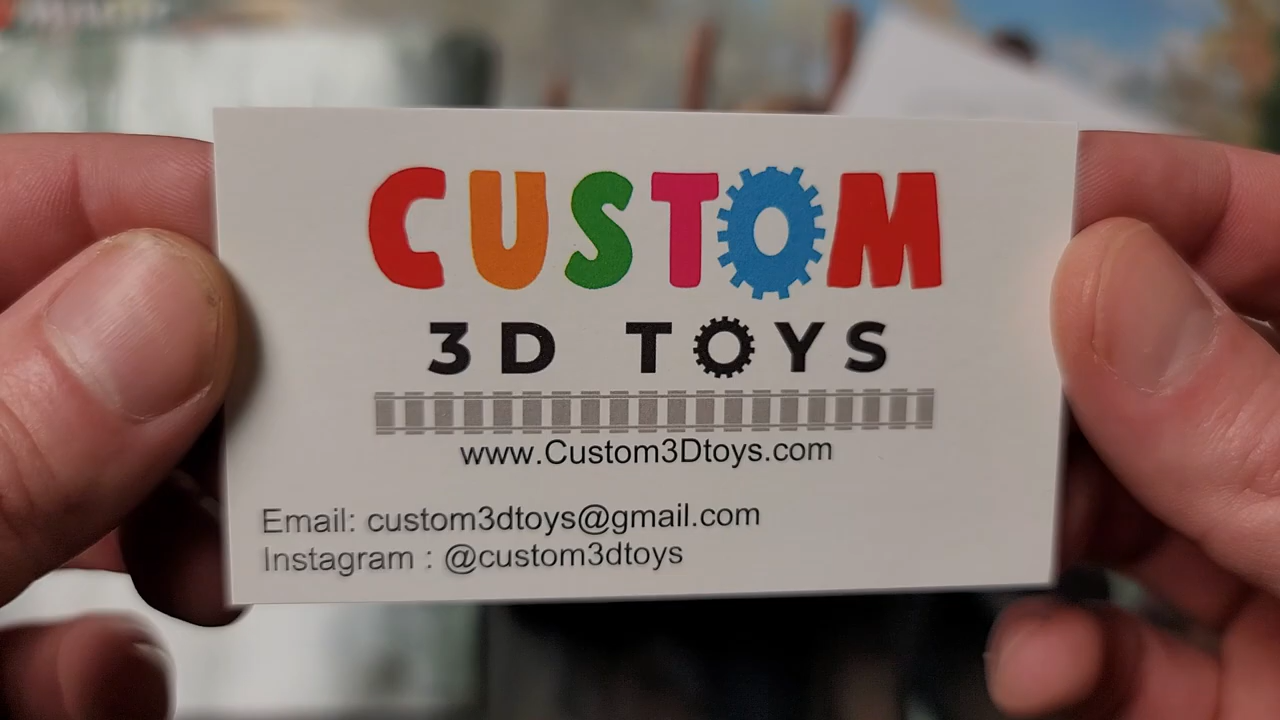 CUSTOM
3D TOYS
www.Custom3Dtoys.com
Email: custom3dtoys@gmail.com
Instagram : @custom3dtoys